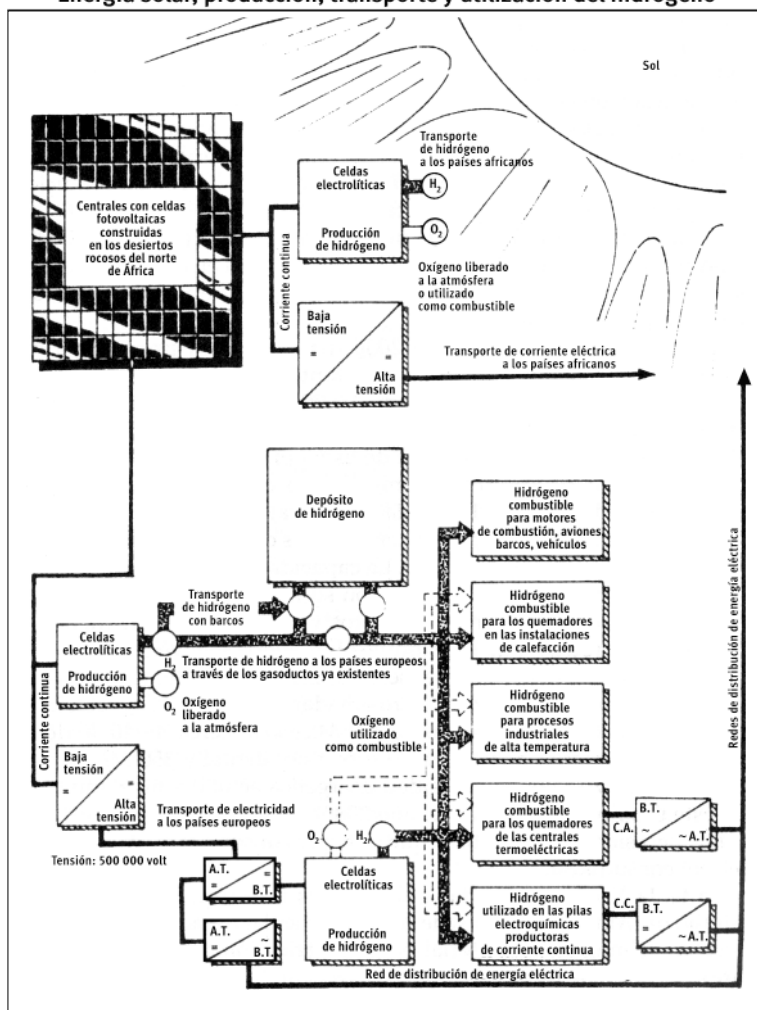 Energía solar, producción, transporte y utilización del hidrógeno
Sol
Centrales con celdas
fotovoltaicas
construidas
en los desiertos
rocosos del norte
de África
Corriente continua
Celdas
electrolíticas
Producción
de hidrógeno
Transporte
de hidrógeno
a los países africanos
H2
O2
Oxígeno liberado
a la atmósfera
o utilizado
como combustible
Baja
tensión
=
=
Alta
tensión
Transporte de corriente eléctrica
a los países africanos
Depósito
de hidrógeno
Transporte
de hidrógeno
con barcos
Celdas
electrolíticas
Producción
de hidrógeno
H2
Transporte de hidrógeno a los países europeos
a través de los gasoductos ya existentes
O2
Oxígeno
liberado
a la atmósfera
Corriente continua
Baja
tensión
=
=
Alta
tensión
Transporte de electricidad
a los países europeos
Tensión: 500 000 volt
Oxígeno
utilizado
como combustible
O2
H2
Celdas
electrolíticas
Producción
de hidrógeno
A.T.
=
=
B.T.
A.T.
=
~
B.T.
Hidrógeno
combustible
para motores
de combustión, aviones
barcos, vehículos
Hidrógeno
combustible
para los quemadores
en las instalaciones
de calefacción
Hidrógeno
combustible
para procesos
industriales
de alta temperatura
Hidrógeno
combustible
para los quemadores
de las centrales
termoeléctricas
C.A.
B.T.
~
~ A.T.
Hidrógeno
utilizado en las pilas
electroquímicas
productoras
de corriente continua
C.C.
B.T.
=
~ A.T.
Red de distribución de energía eléctrica
Redes de distribución de energía eléctrica